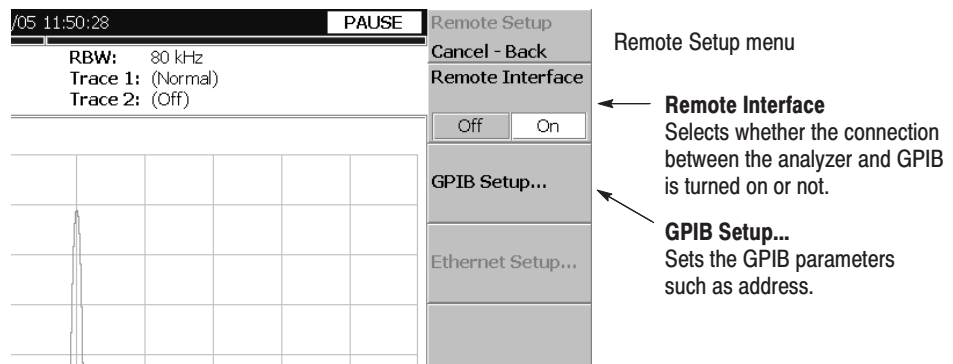 /05 11:50:28 PAUSE
RBW: 80 kHz
Trace 1: (Normal)
Trace 2: (Off)
Remote Setup
Cancel - Back
Remote Interface
Off On
GPIB Setup...
Ethernet Setup...
Remote Setup menu
Remote Interface
Selects whether the connection
between the analyzer and GPIB
is turned on or not.
GPIB Setup...
Sets the GPIB parameters
such as address.